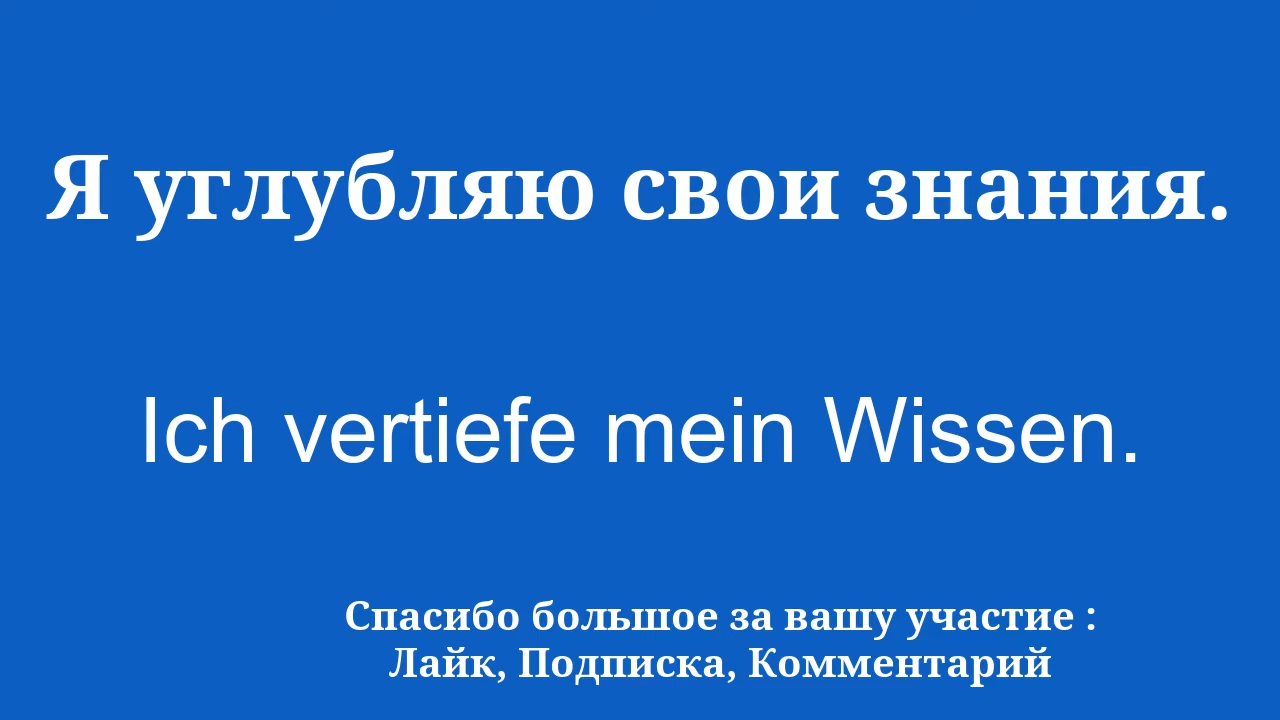 Я углубляю свои знания.
Ich vertiefe mein Wissen.
Спасибо большое за вашу участие :
Лайк, Подписка, Комментарий